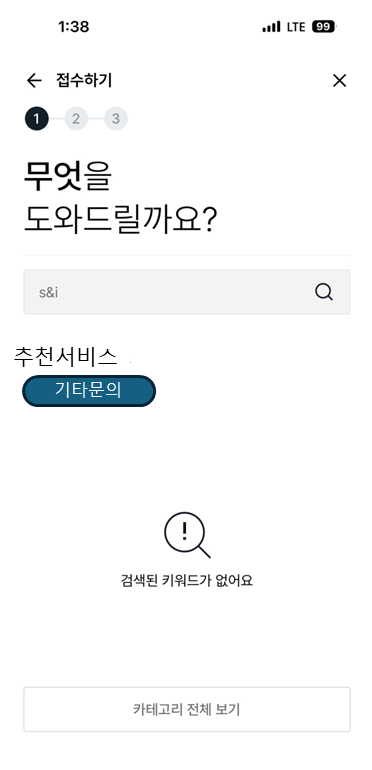 1:38 LTE 99
접수하기
1 2 3
무엇을
도와드릴까요?
s&i
추천서비스
기타문의
!
검색된 키워드가 없어요
카테고리 전체 보기